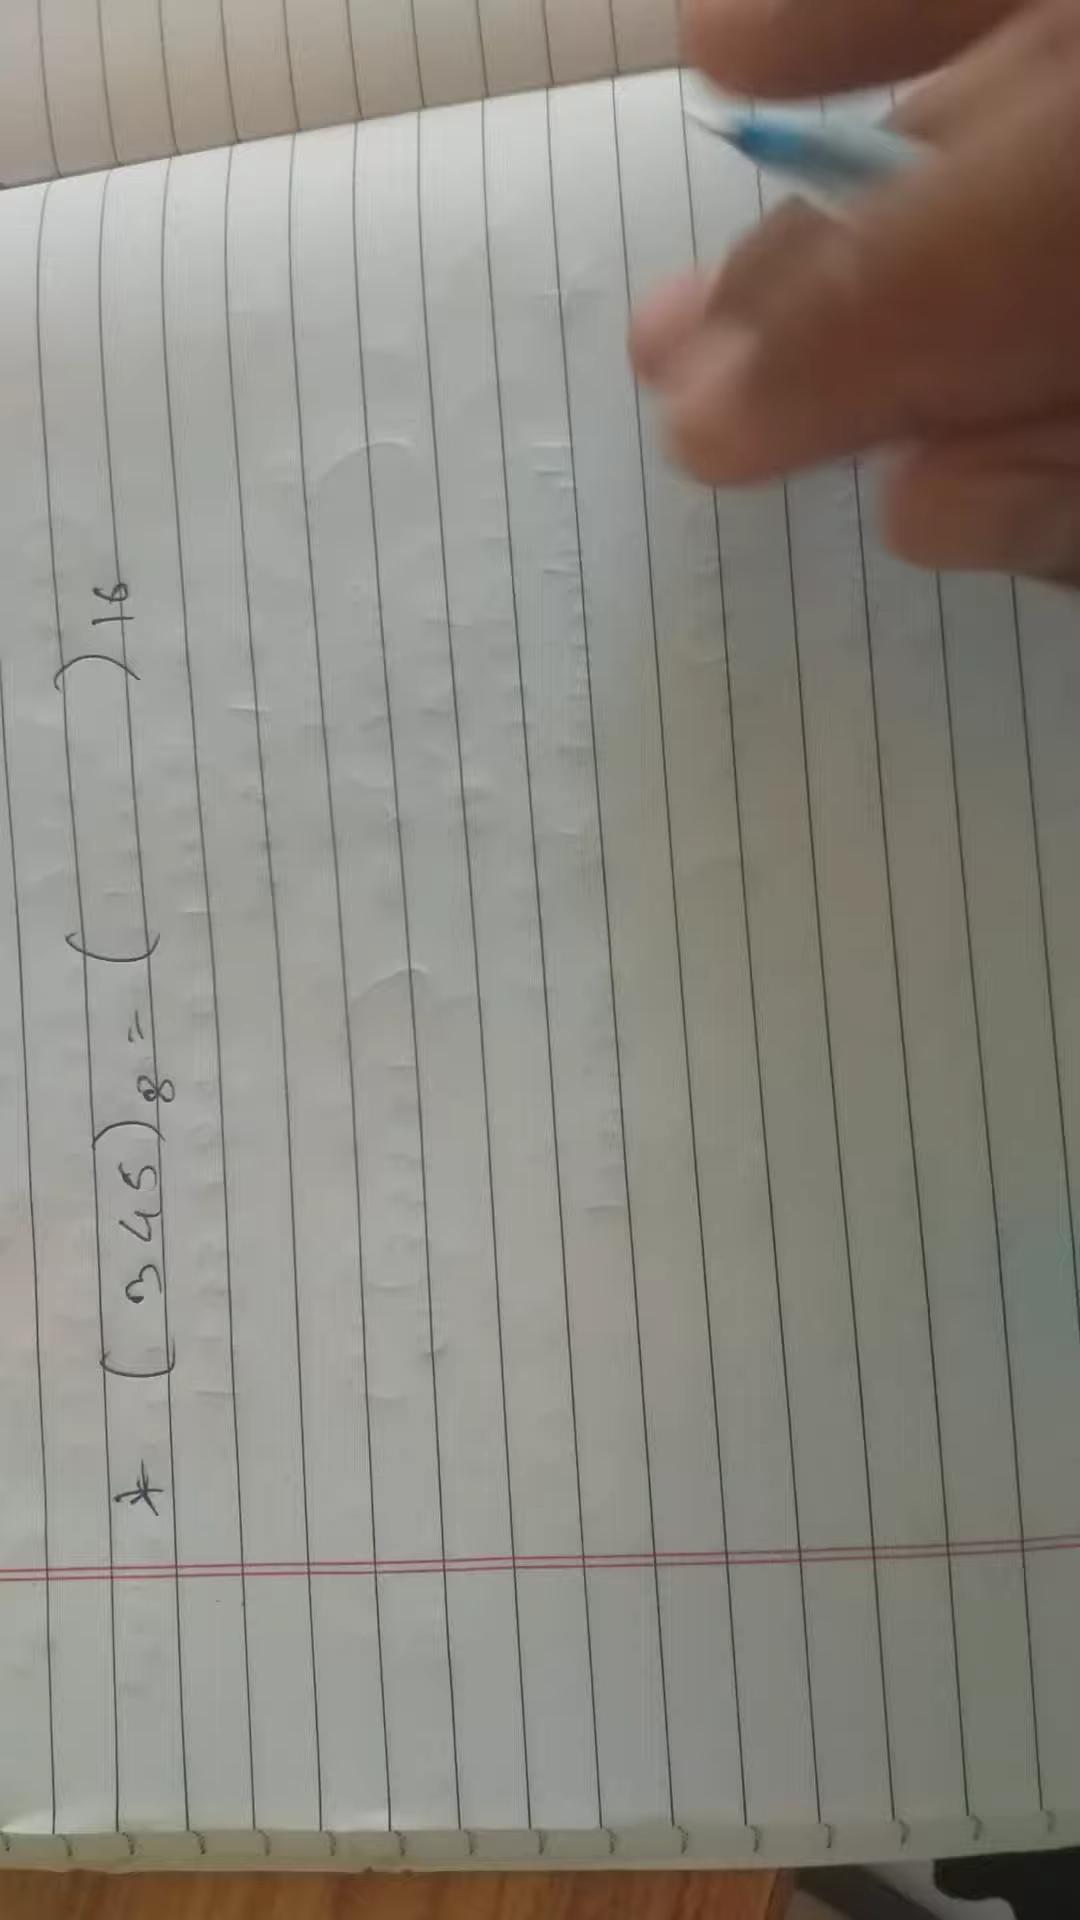 * (345)8 = ( )16